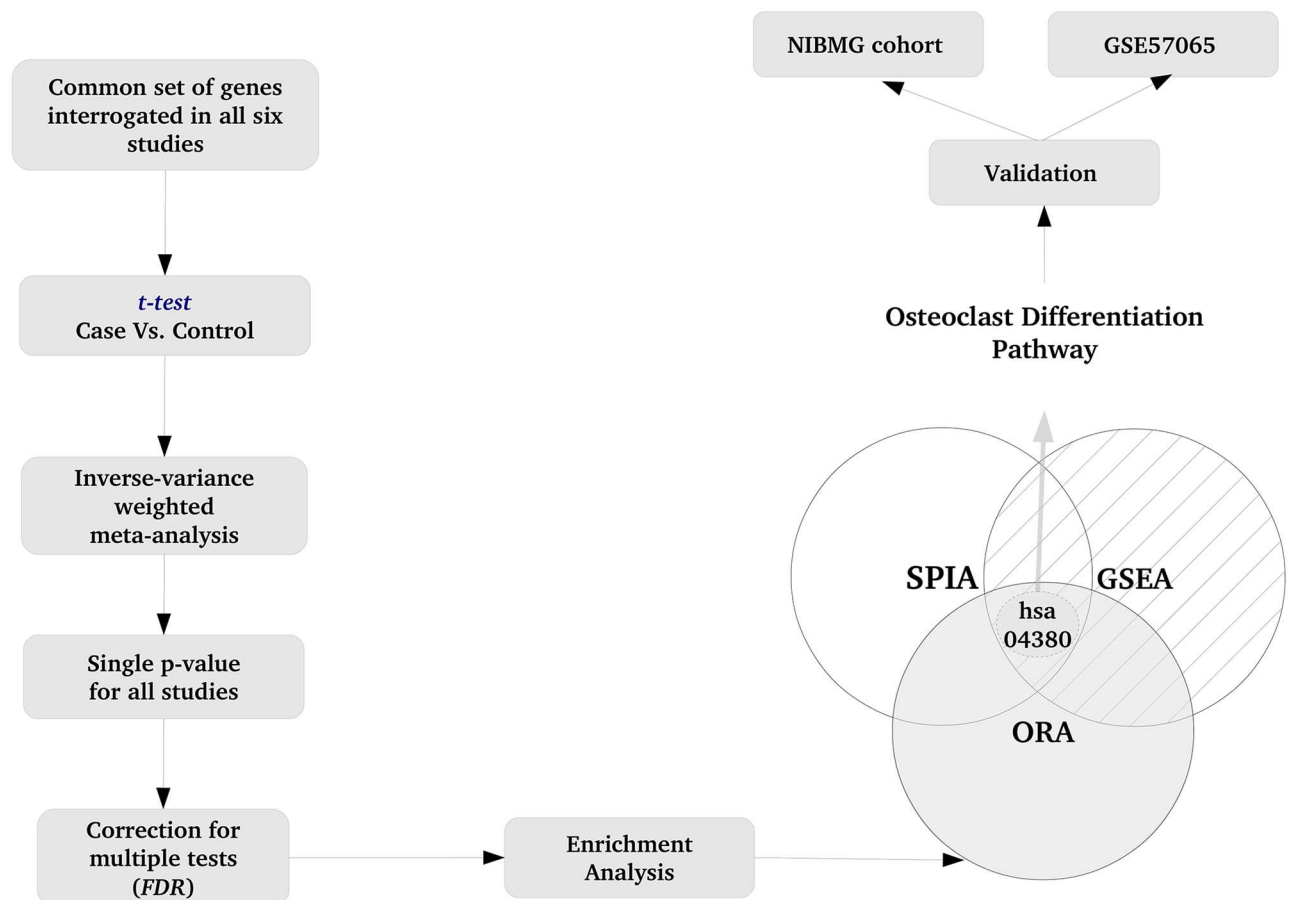 Common set of genes
interrogated in all six
studies
t-test
Case Vs. Control
Inverse-variance
weighted
meta-analysis
Single p-value
for all studies
Correction for
multiple tests
(FDR)
Enrichment
Analysis
SPIA
GSEA
hsa
04380
ORA
Osteoclast Differentiation
Pathway
Validation
NIBMG cohort
GSE57065